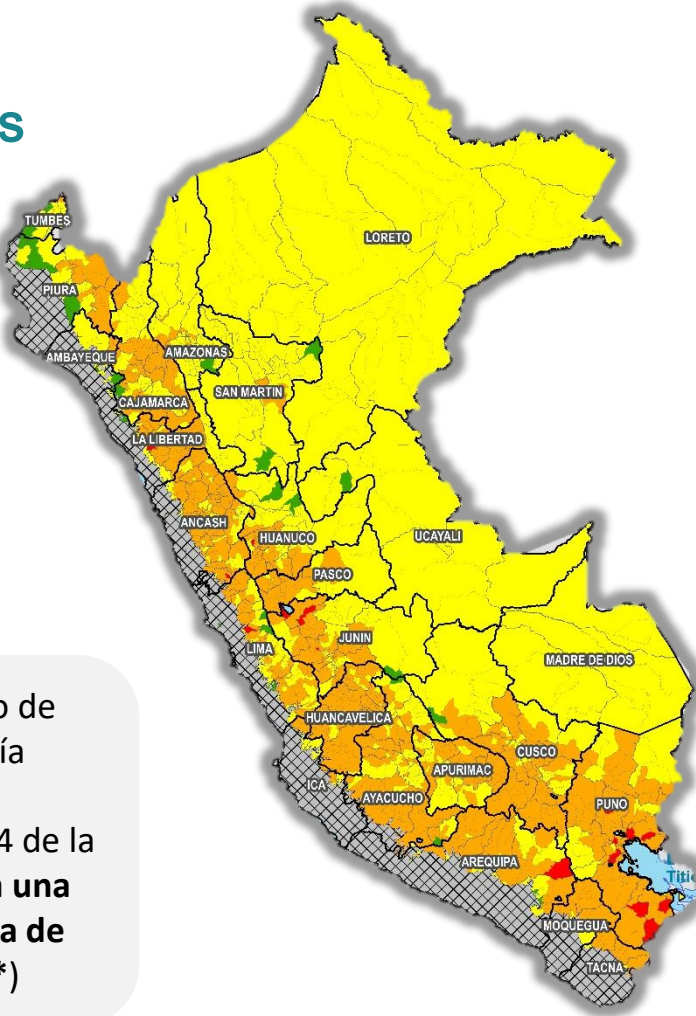 s
TUMBES
LORETO
PIURA
AMBAYEQUE
AMAZONAS
SAN MARTIN
CAJAMARCA
LA LIBERTAD
ANCASH
HUANUCO
UCAYALI
PASCO
JUNIN
LIMA
MADRE DE DIOS
HUANCAVELICA
CUSCO
APURIMAC
ICA
AYACUCHO
PUNO
AREQUIPA
Titic
MOQUEGUA
TACNA
o de
ía
4 de la
una
a de
*)